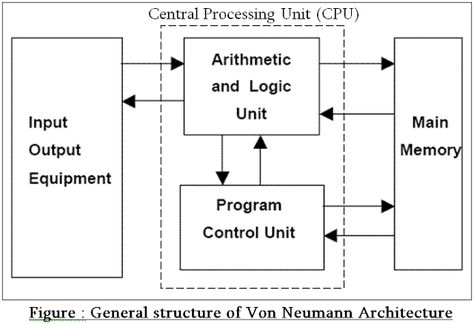 Central Processing Unit (CPU)
Arithmetic
and Logic
Unit
Input
Output
Equipment
Main
Memory
Program
Control Unit
Figure : General structure of Von Neumann Architecture